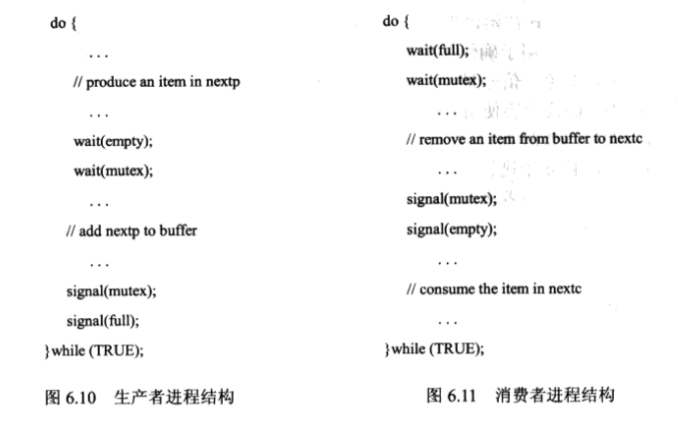 do {
...
// produce an item in nextp
...
wait(empty);
wait(mutex);
...
// add nextp to buffer
...
signal(mutex);
signal(full);
}while (TRUE);
图 6.10 生产者进程结构
do {
wait(full);
wait(mutex);
...
// remove an item from buffer to nextc
...
signal(mutex);
signal(empty);
...
// consume the item in nextc
...
}while (TRUE);
图 6.11 消费者进程结构